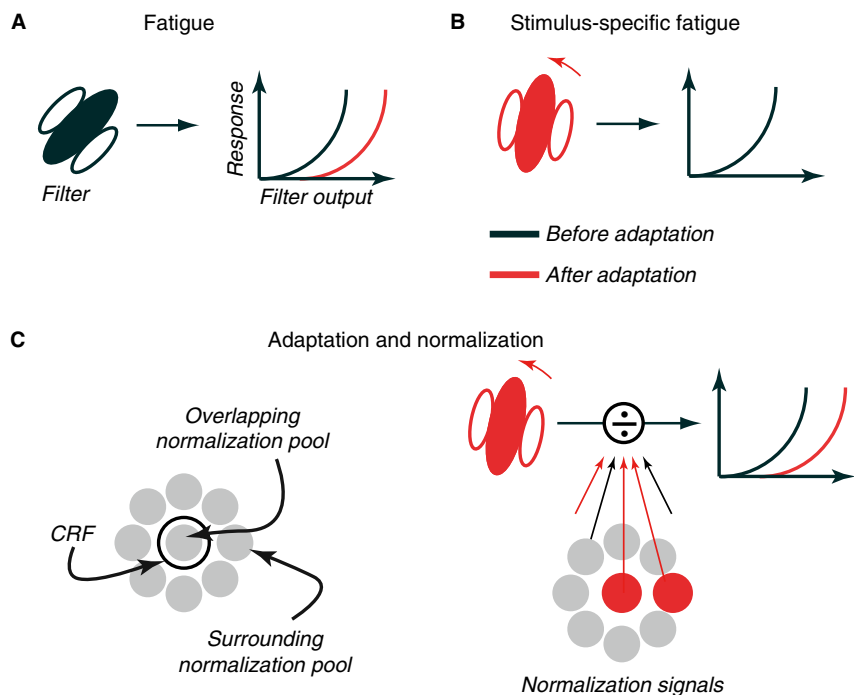 A
Fatigue
Filter
Response
Filter output
B
Stimulus-specific fatigue
Before adaptation
After adaptation
C
Adaptation and normalization
Overlapping
normalization pool
CRF
Surrounding
normalization pool
÷
Normalization signals